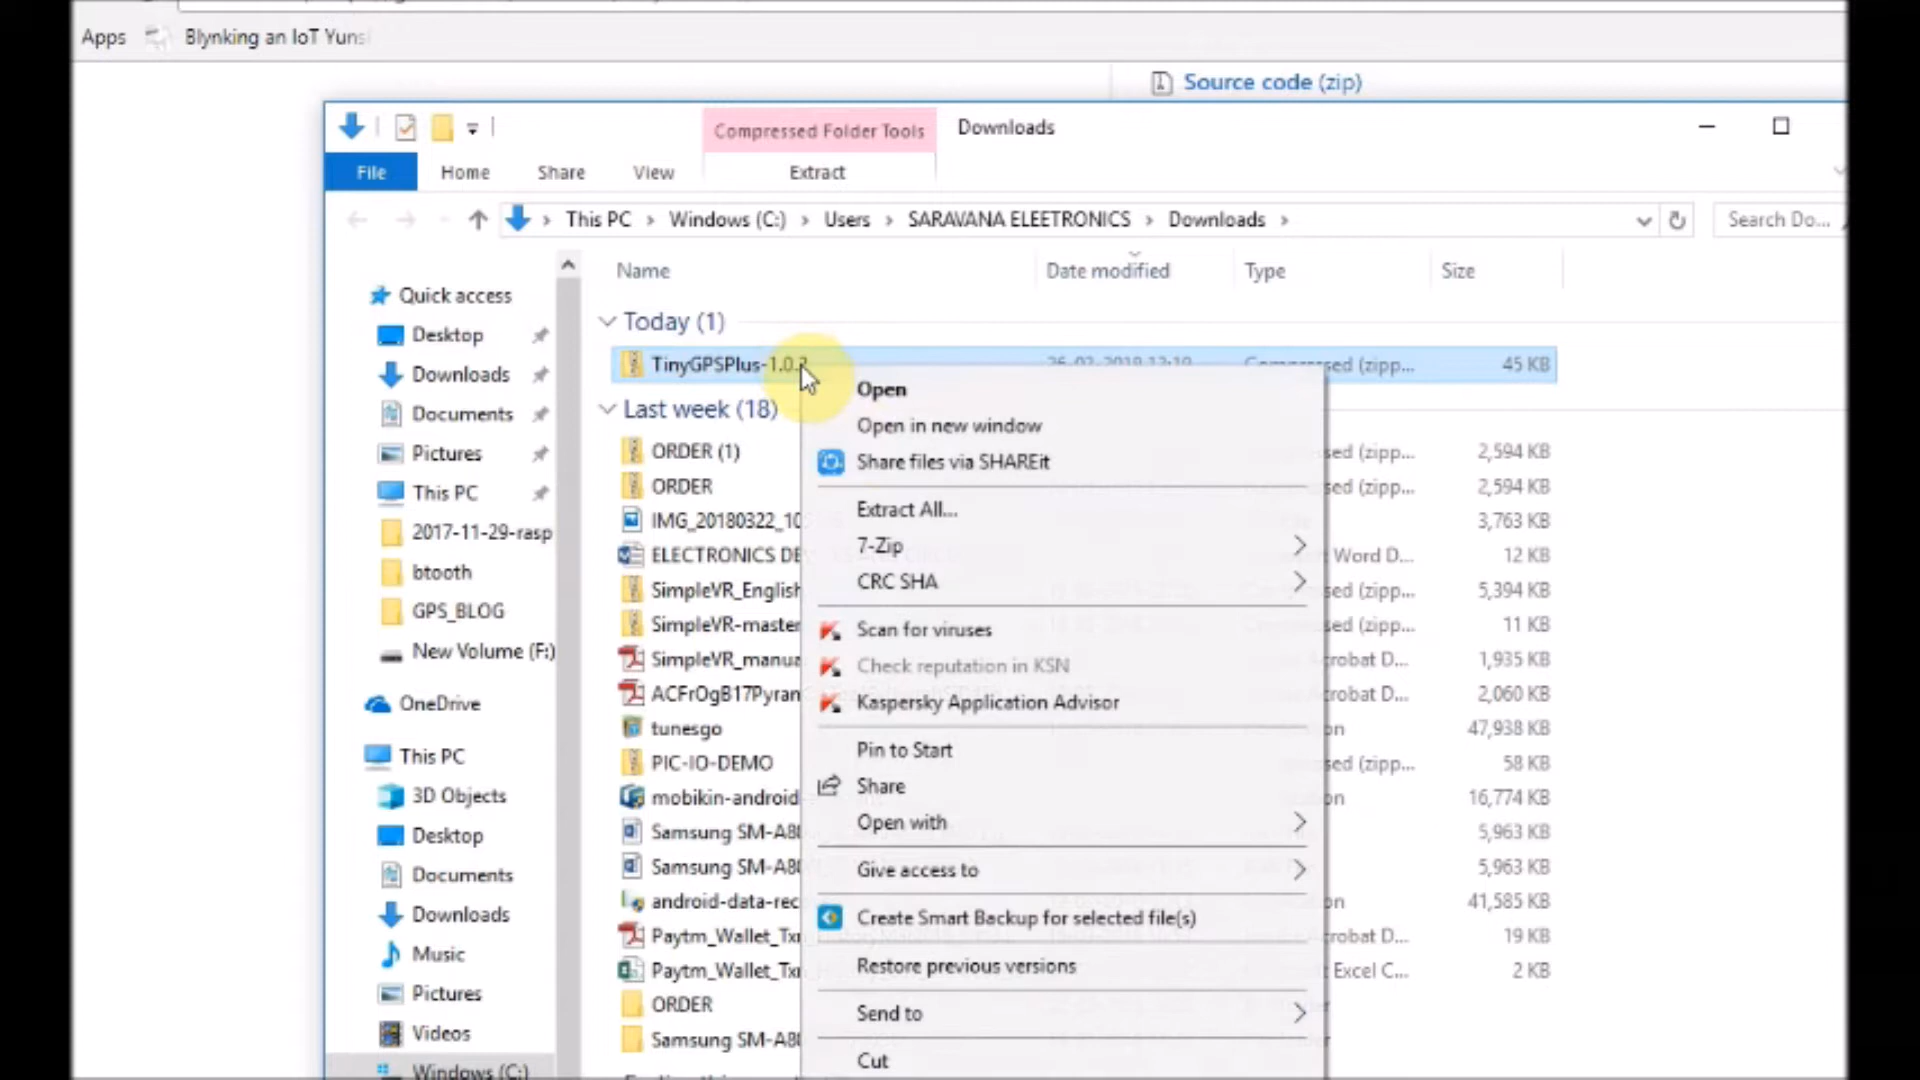 Apps Blynking an IoT Yuns
Source code (zip)
Compressed Folder Tools Downloads
File Home Share View Extract
This PC Windows (C:) Users SARAVANA ELEETRONICS Downloads Search Do...
Name Date modified Type Size
Quick access
Desktop
Downloads
Documents
Pictures
This PC
2017-11-29-rasp
btooth
GPS_BLOG
New Volume (F:)
OneDrive
This PC
3D Objects
Desktop
Documents
Downloads
Music
Pictures
Videos
Windows (C:)
Today (1)
TinyGPSPlus-1.0. Compressed (zipp... 45 KB
Last week (18)
ORDER (1) sed (zipp... 2,594 KB
ORDER sed (zipp... 2,594 KB
IMG_20180322_10 3,763 KB
ELECTRONICS DE Word D... 12 KB
SimpleVR_English sed (zipp... 5,394 KB
SimpleVR-master sed (zipp... 11 KB
SimpleVR_manua crobat D... 1,935 KB
ACFrOgB17Pyran crobat D... 2,060 KB
tunesgo on 47,938 KB
PIC-IO-DEMO sed (zipp... 58 KB
mobikin-android on 16,774 KB
Samsung SM-A80 5,963 KB
Samsung SM-A80 5,963 KB
android-data-rec on 41,585 KB
Paytm_Wallet_Txn crobat D... 19 KB
Paytm_Wallet_Txn Excel C... 2 KB
ORDER
Samsung SM-A80
Open
Open in new window
Share files via SHAREit
Extract All...
7-Zip
CRC SHA
Scan for viruses
Check reputation in KSN
Kaspersky Application Advisor
Pin to Start
Share
Open with
Give access to
Create Smart Backup for selected file(s)
Restore previous versions
Send to
Cut